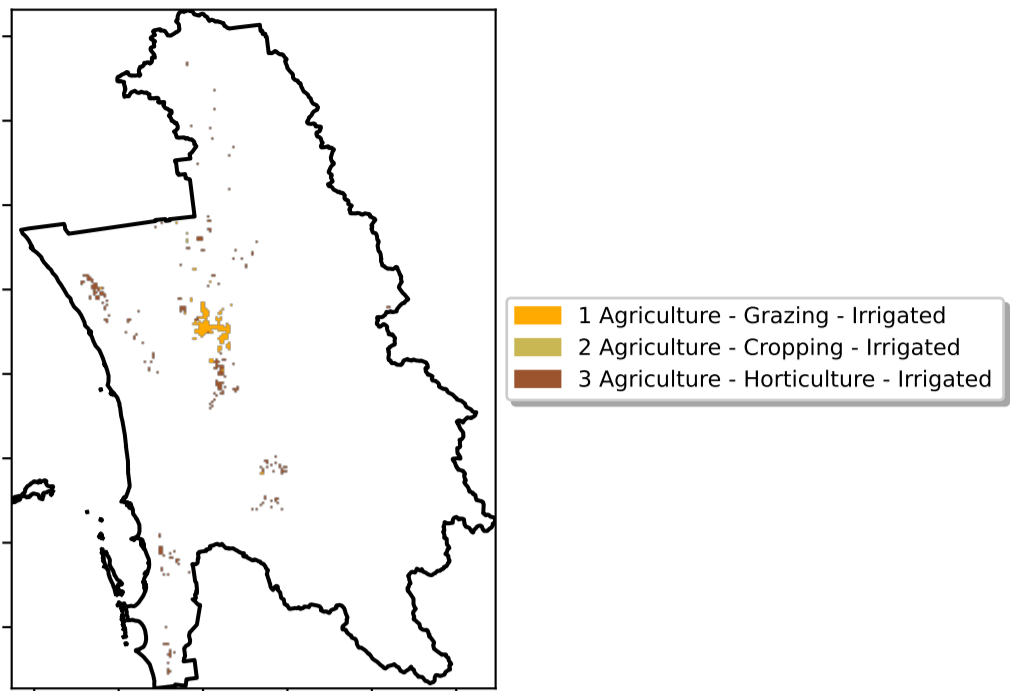 1 Agriculture - Grazing - Irrigated
2 Agriculture - Cropping - Irrigated
3 Agriculture - Horticulture - Irrigated